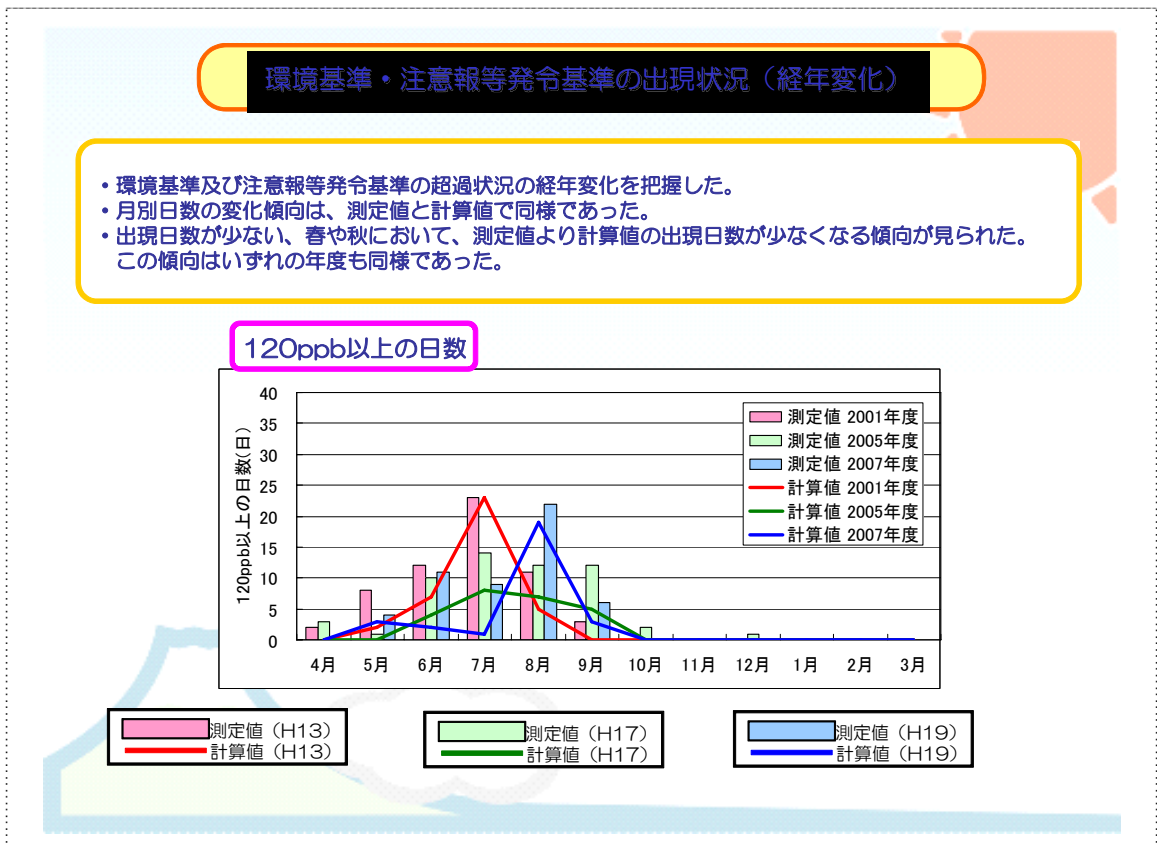 環境基準・注意報等発令基準の出現状況（経年変化）
・環境基準及び注意報等発令基準の超過状況の経年変化を把握した。
・月別日数の変化傾向は、測定値と計算値で同様であった。
・出現日数が少ない、春や秋において、測定値より計算値の出現日数が少なくなる傾向が見られた。
この傾向はいずれの年度も同様であった。
120ppb以上の日数
120ppb以上の日数(日)
40
35
30
25
20
15
10
5
0
測定値 2001年度
測定値 2005年度
測定値 2007年度
計算値 2001年度
計算値 2005年度
計算値 2007年度
4月 5月 6月 7月 8月 9月 10月 11月 12月 1月 2月 3月
測定値（H13）
計算値（H13）
測定値（H17）
計算値（H17）
測定値（H19）
計算値（H19）